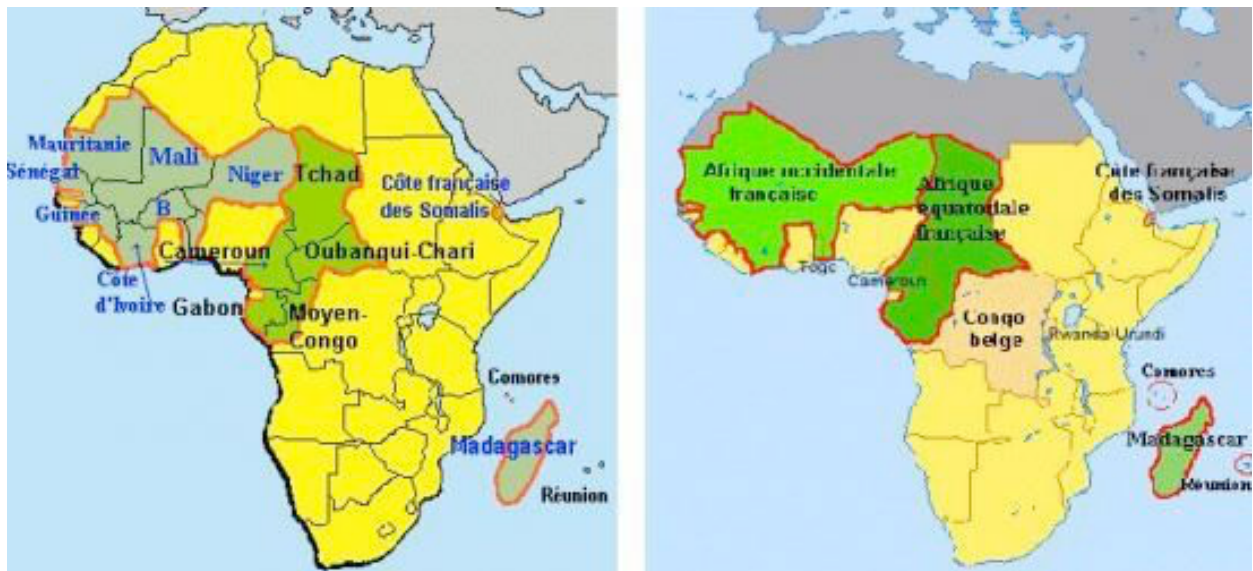 Mauritanie
Mali
Sénégal
Niger
Tchad
Côte française
des Somalis
Guinée
B
Cameroun
Oubanqui-Chari
Côte
d'Ivoire
Gabon
Moyen-
Congo
Comores
Madagascar
Réunion
Afrique occidentale
française
Afrique
équatoriale
française
Côte française
des Somalis
Togo
Cameroun
Congo
belge
Rwanda-Urundi
Comores
Madagascar
Réunion